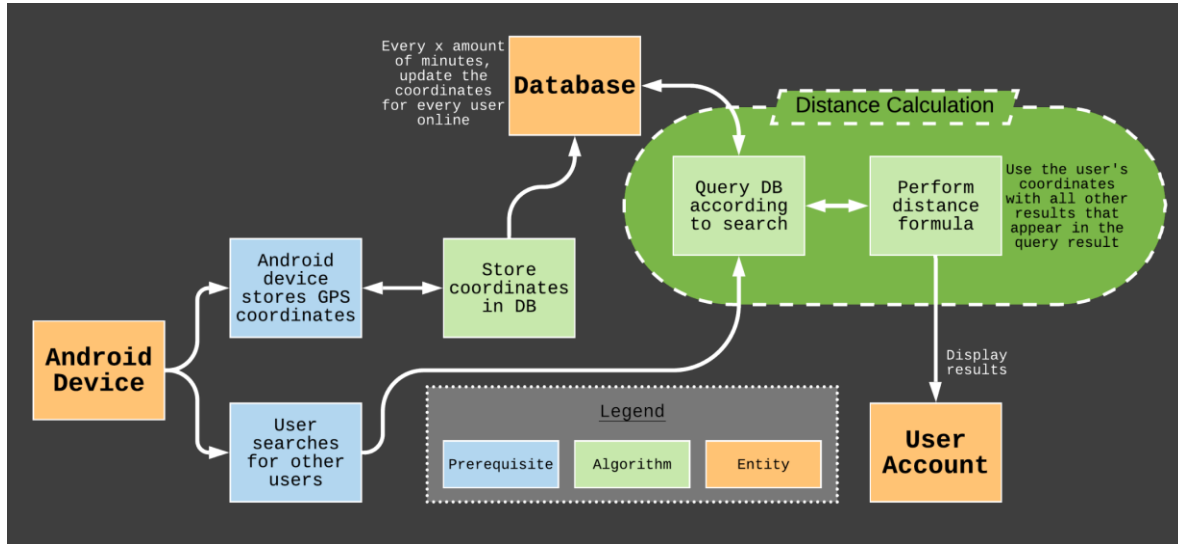 Every x amount
of minutes,
update the
coordinates
for every user
online
Database
Distance Calculation
Query DB
according
to search
Perform
distance
formula
Use the user's
coordinates
with all other
results that
appear in the
query result
Android
device
stores GPS
coordinates
Store
coordinates
in DB
Android
Device
User
searches
for other
users
Display
results
User
Account
Legend
Prerequisite
Algorithm
Entity